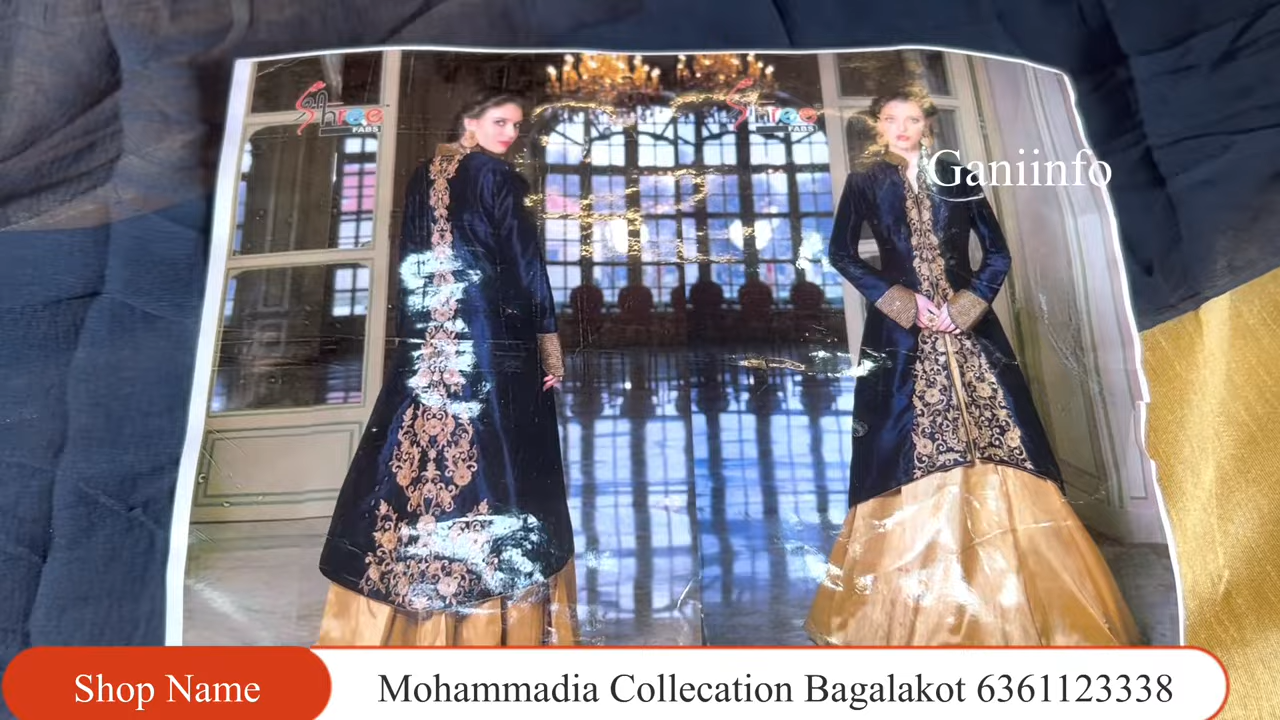 Shree
FABS
Shree
FABS
Ganiinfo
Shop Name
Mohammadia Collecation Bagalakot 6361123338